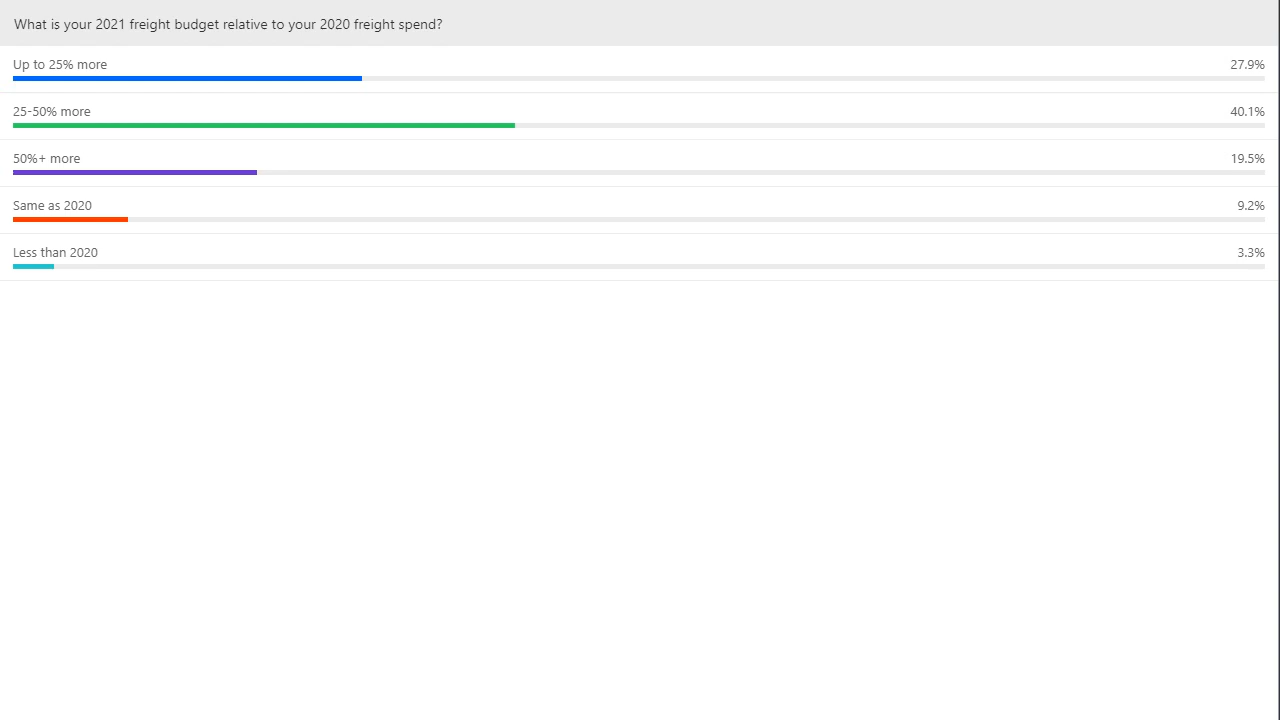 What is your 2021 freight budget relative to your 2020 freight spend?
Up to 25% more 27.9%
25-50% more 40.1%
50%+ more 19.5%
Same as 2020 9.2%
Less than 2020 3.3%